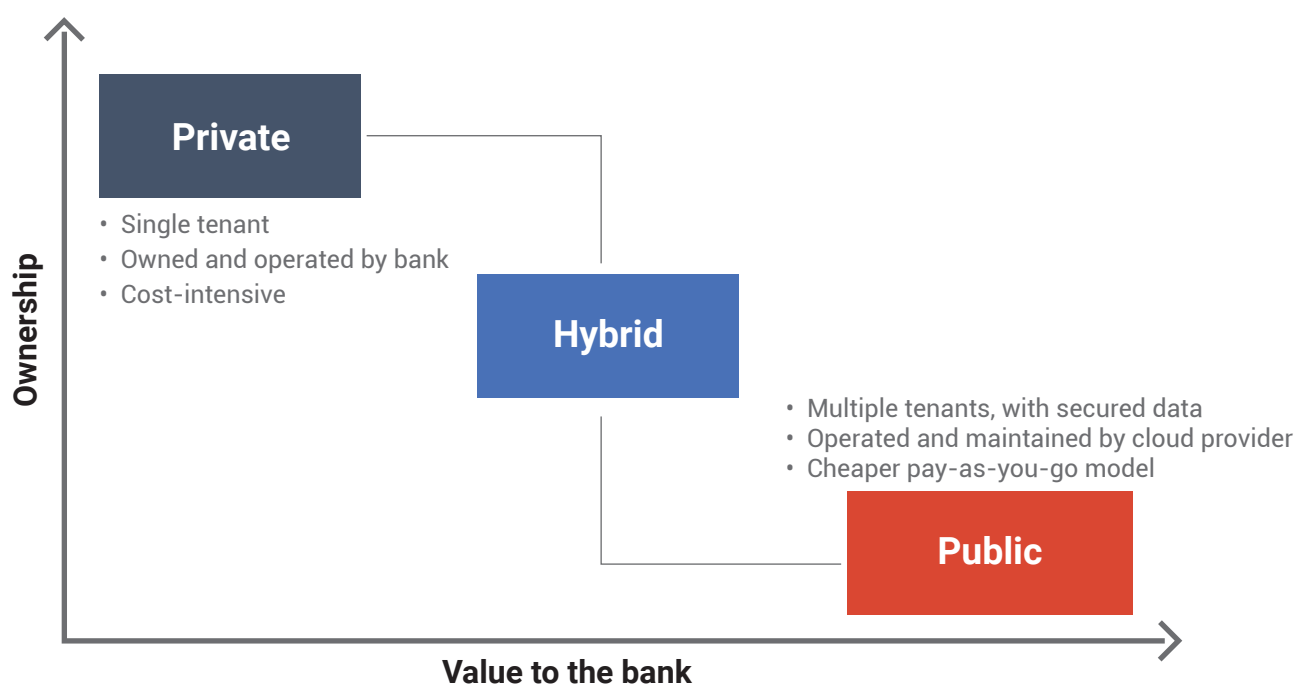 Private
• Single tenant
• Owned and operated by bank
• Cost-intensive
Ownership
Hybrid
• Multiple tenants, with secured data
• Operated and maintained by cloud provider
• Cheaper pay-as-you-go model
Public
Value to the bank